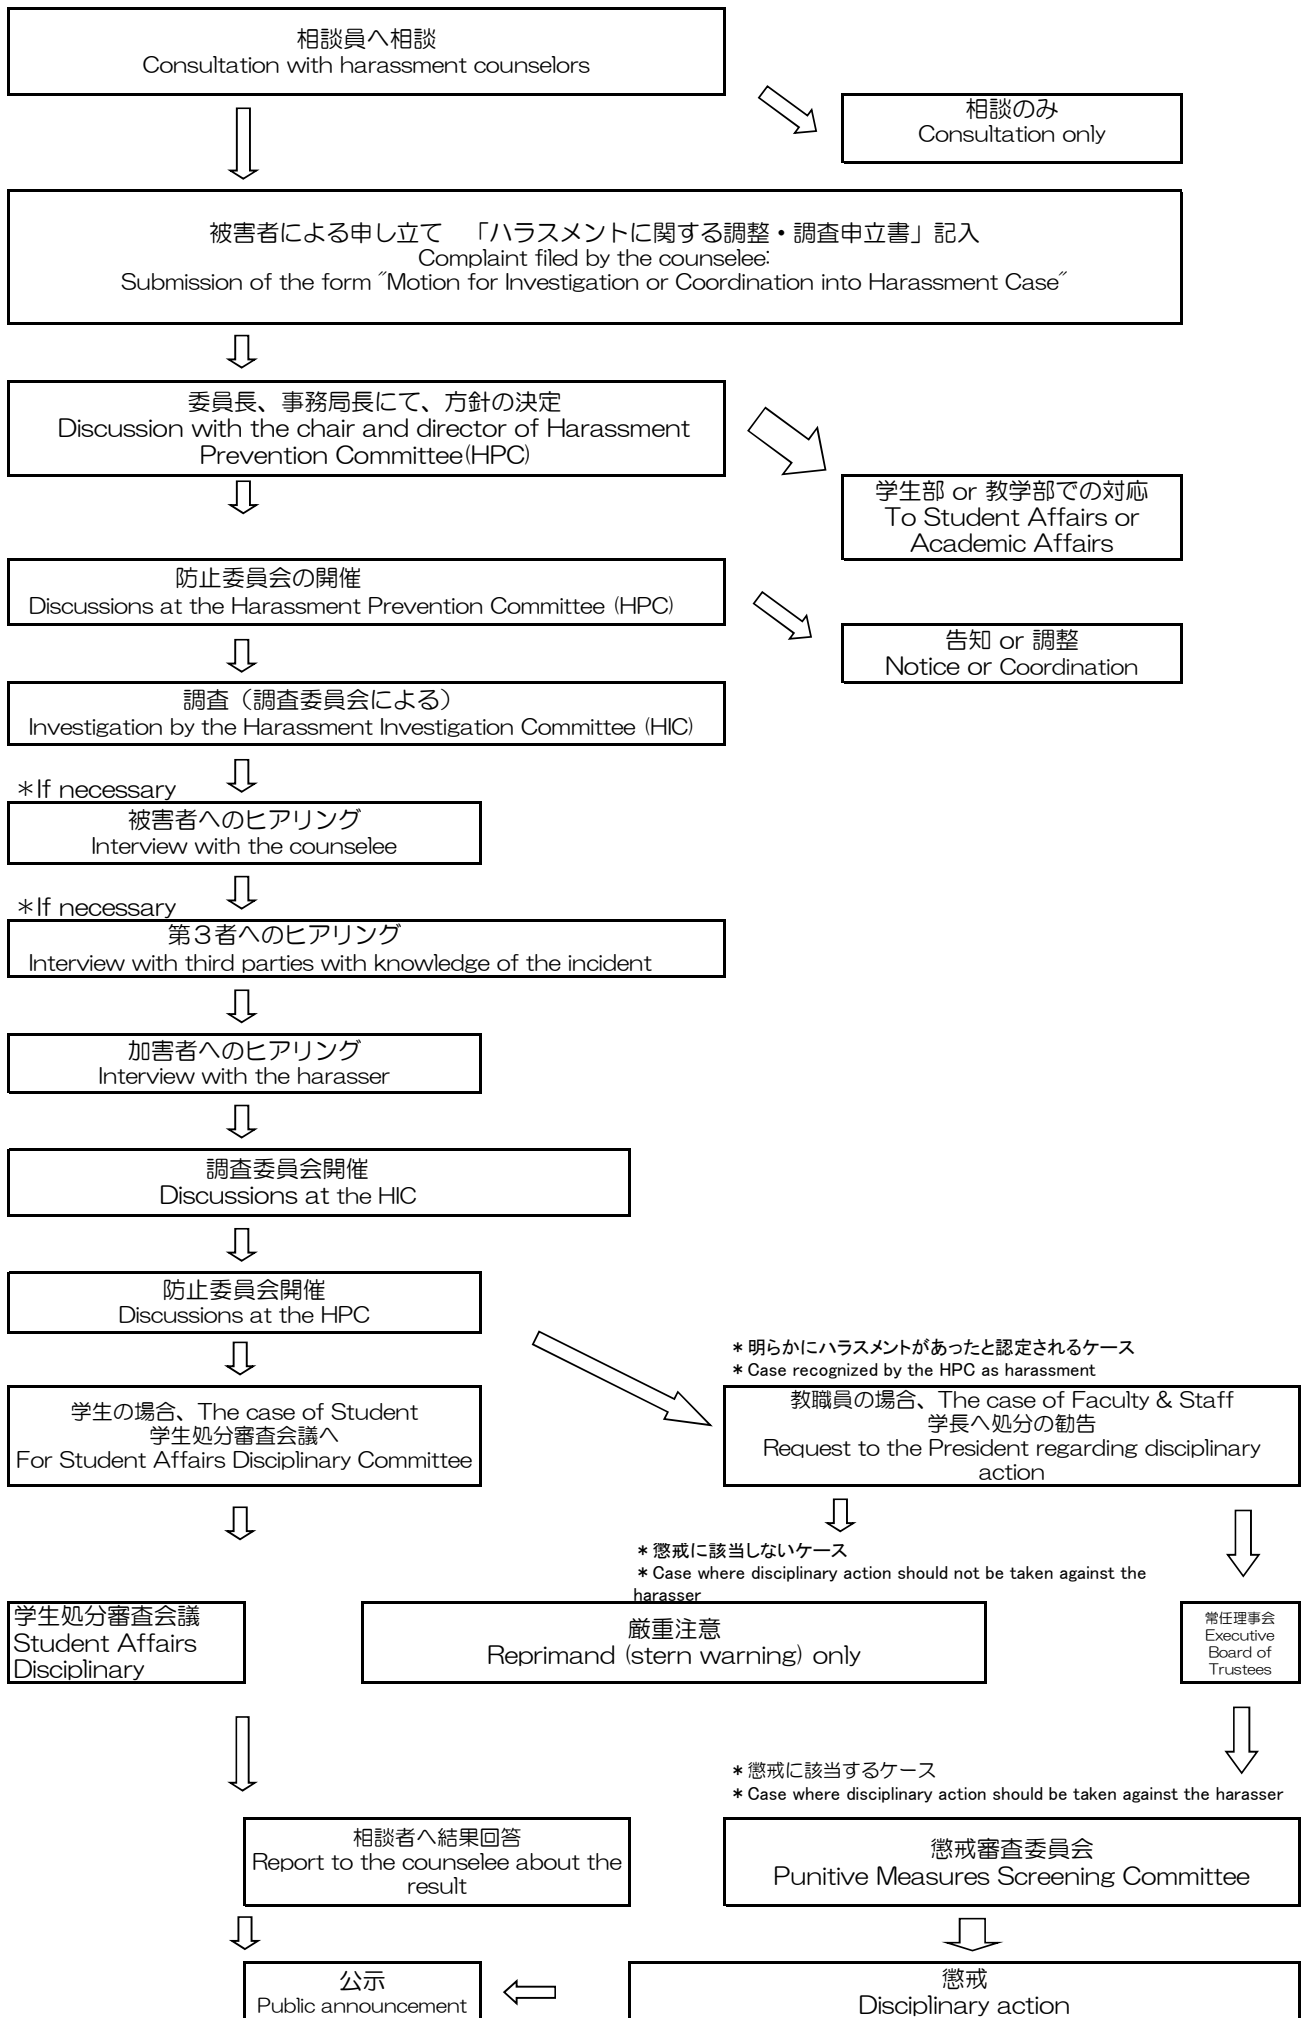 相談員へ相談
Consultation with harassment counselors
相談のみ
Consultation only
被害者による申し立て　「ハラスメントに関する調整・調査申立書」記入
Complaint filed by the counselee:
Submission of the form "Motion for Investigation or Coordination into Harassment Case"
委員長、事務局長にて、方針の決定
Discussion with the chair and director of Harassment
Prevention Committee(HPC)
学生部 or 教学部での対応
To Student Affairs or
Academic Affairs
防止委員会の開催
Discussions at the Harassment Prevention Committee (HPC)
告知 or 調整
Notice or Coordination
調査（調査委員会による）
Investigation by the Harassment Investigation Committee (HIC)
＊If necessary
被害者へのヒアリング
Interview with the counselee
＊If necessary
第３者へのヒアリング
Interview with third parties with knowledge of the incident
加害者へのヒアリング
Interview with the harasser
調査委員会開催
Discussions at the HIC
防止委員会開催
Discussions at the HPC
＊明らかにハラスメントがあったと認定されるケース
＊Case recognized by the HPC as harassment
学生の場合、The case of Student
学生処分審査会議へ
For Student Affairs Disciplinary Committee
教職員の場合、The case of Faculty & Staff
学長へ処分の勧告
Request to the President regarding disciplinary
action
＊懲戒に該当しないケース
＊Case where disciplinary action should not be taken against the
harasser
学生処分審査会議
Student Affairs
Disciplinary
厳重注意
Reprimand (stern warning) only
常任理事会
Executive
Board of
Trustees
＊懲戒に該当するケース
＊Case where disciplinary action should be taken against the harasser
相談者へ結果回答
Report to the counselee about the
result
懲戒審査委員会
Punitive Measures Screening Committee
公示
Public announcement
懲戒
Disciplinary action